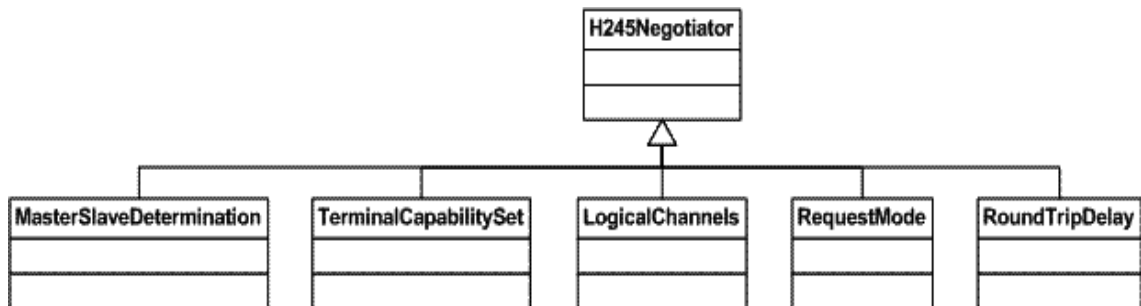 H245Negotiator
MasterSlaveDetermination
TerminalCapabilitySet
LogicalChannels
RequestMode
RoundTripDelay